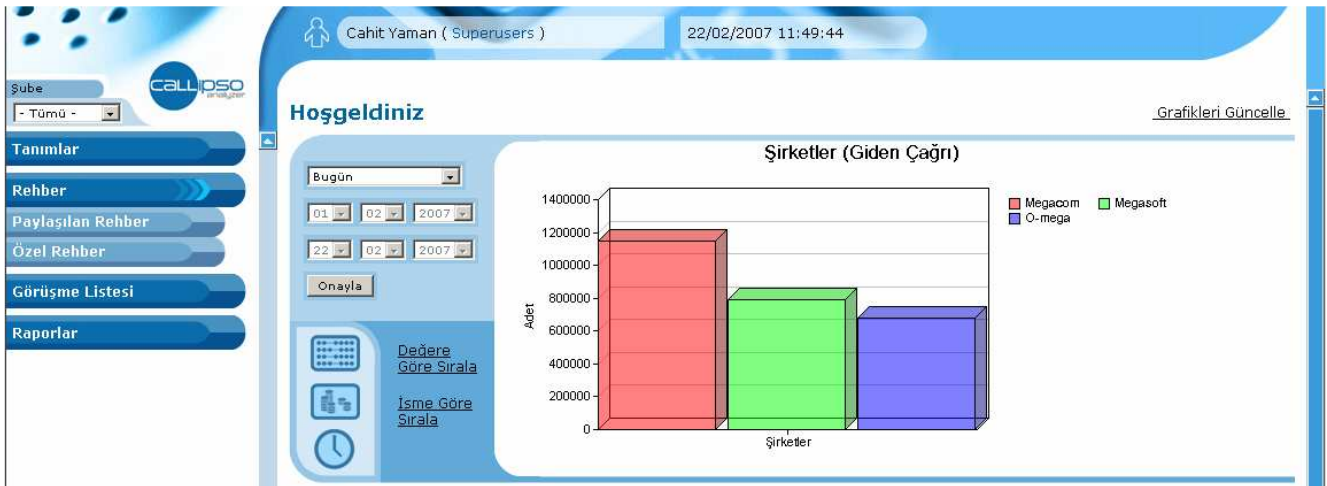 Cahit Yaman ( Superusers )
22/02/2007 11:49:44
Şube
- Tümü -
CALLIPSO
analyzer
Tanımlar
Rehber
Paylaşılan Rehber
Özel Rehber
Görüşme Listesi
Raporlar
Hoşgeldiniz
Grafikleri Güncelle
Bugün
01 02 2007
22 02 2007
Onayla
Değere
Göre Sırala
İsme Göre
Sırala
Şirketler (Giden Çağrı)
1400000
1200000
1000000
800000
600000
400000
200000
0
Adet
Şirketler
Megacom Megasoft
O-mega